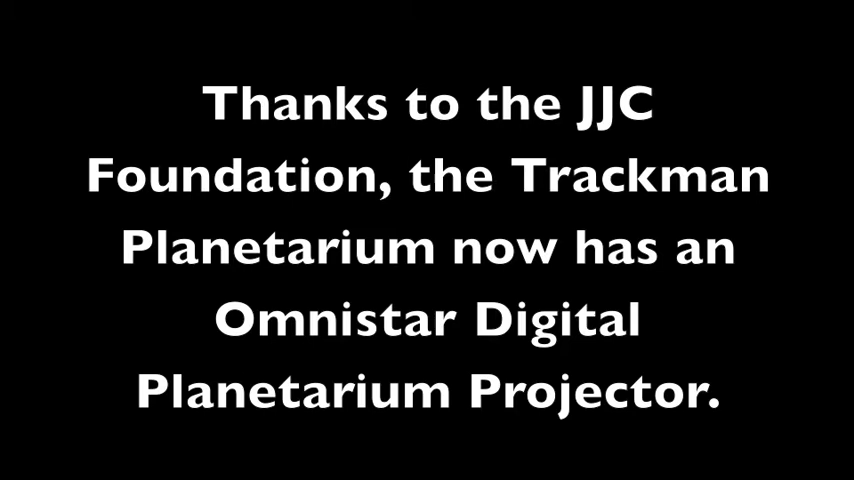 Thanks to the JJC
Foundation, the Trackman
Planetarium now has an
Omnistar Digital
Planetarium Projector.